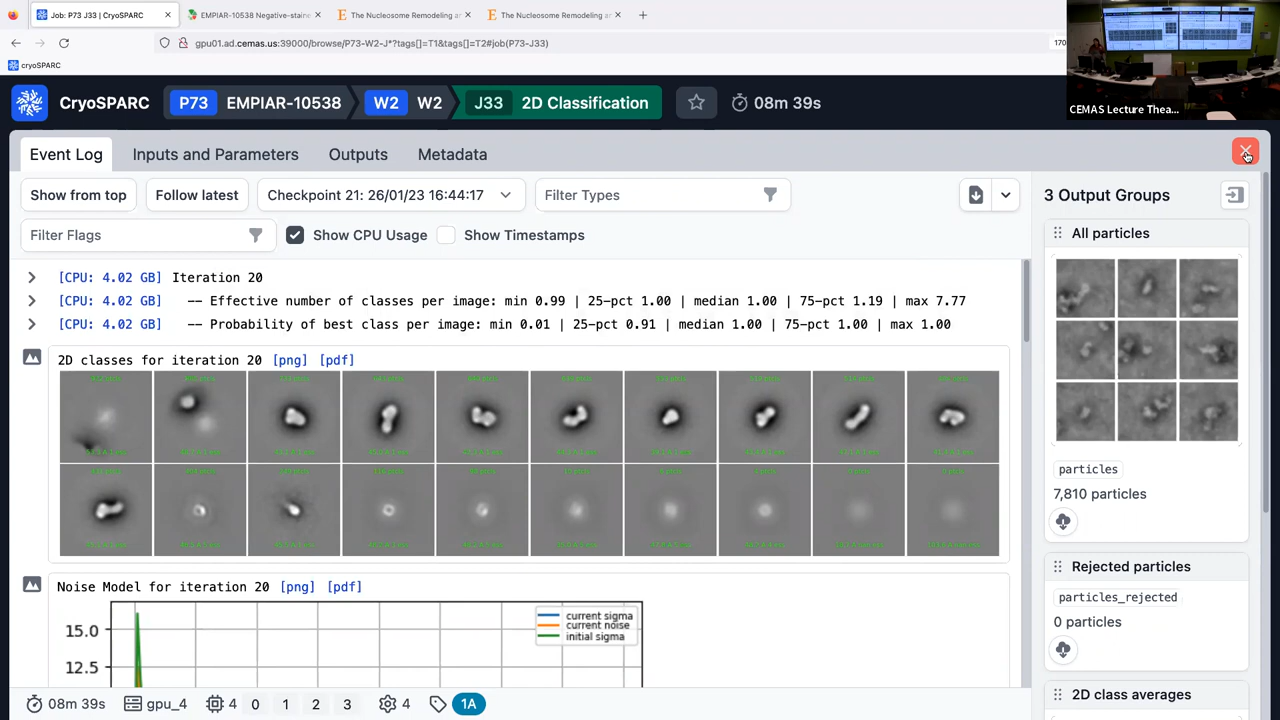 Job: P73 J33 | CryoSPARC
EMPIAR-10538 Negative-staine
The Nucleosome Remodeling and
Remodeling ar
gpu01.ad.cemas.us:39000/browse/P73-W2-J*?
170
cryoSPARC
CEMAS Lecture Thea...
CryoSPARC P73 EMPIAR-10538 W2 W2 J33 2D Classification 08m 39s
Event Log Inputs and Parameters Outputs Metadata
Show from top Follow latest Checkpoint 21: 26/01/23 16:44:17 Filter Types
Filter Flags Show CPU Usage Show Timestamps
[CPU: 4.02 GB] Iteration 20
[CPU: 4.02 GB] -- Effective number of classes per image: min 0.99 | 25-pct 1.00 | median 1.00 | 75-pct 1.19 | max 7.77
[CPU: 4.02 GB] -- Probability of best class per image: min 0.01 | 25-pct 0.91 | median 1.00 | 75-pct 1.00 | max 1.00
2D classes for iteration 20 [png] [pdf]
Noise Model for iteration 20 [png] [pdf]
15.0
12.5
current sigma
current noise
initial sigma
3 Output Groups
All particles
particles
7,810 particles
Rejected particles
particles_rejected
0 particles
2D class averages
08m 39s gpu_4 4 0 1 2 3 4 1A